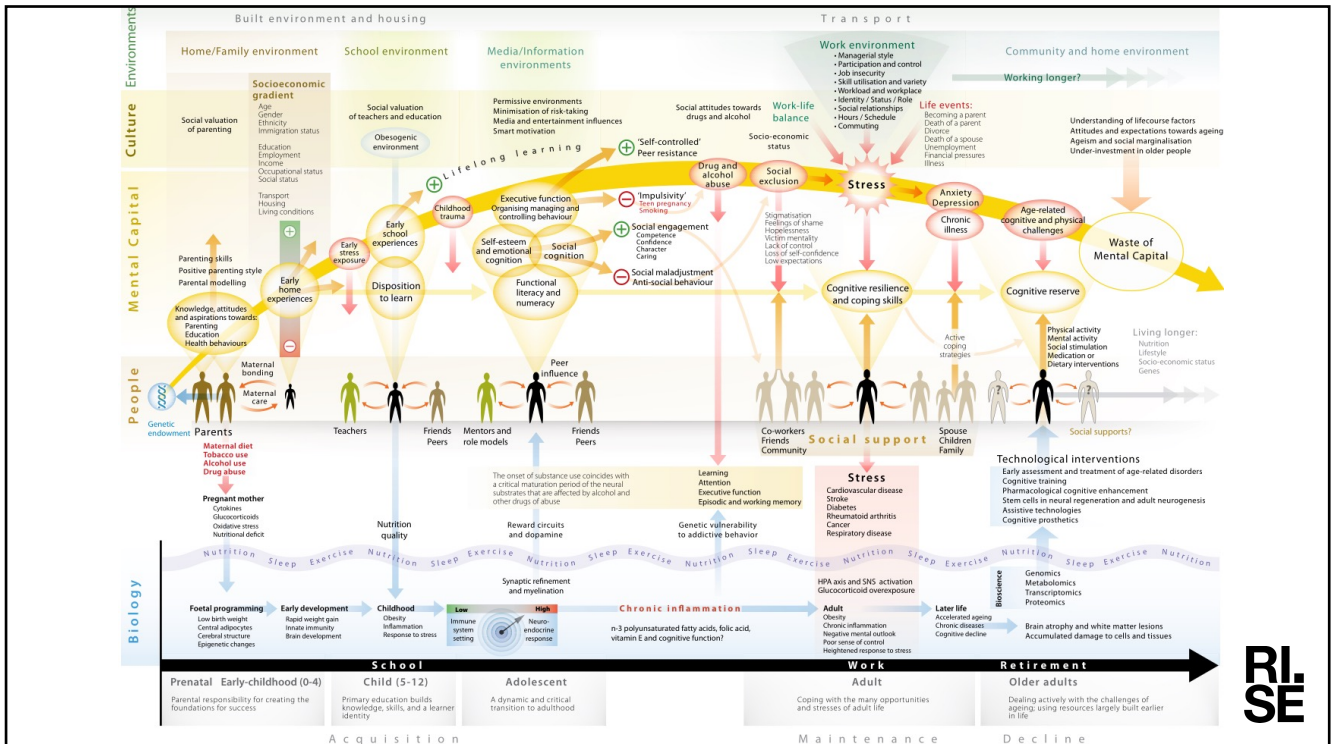 Built environment and housing
Transport
Environments
Home/Family environment
School environment
Media/Information
environments
Work environment
• Managerial style
• Participation and control
• Job insecurity
• Skill utilisation and variety
• Workload and workplace
• Identity / Status / Role
• Social relationships
• Hours / Schedule
• Commuting
Community and home environment
Working longer?
Culture
Social valuation
of parenting
Socioeconomic
gradient
Age
Gender
Ethnicity
Immigration status
Education
Employment
Income
Occupational status
Social status
Transport
Housing
Living conditions
Social valuation
of teachers and education
Obesogenic
environment
Permissive environments
Minimisation of risk-taking
Media and entertainment influences
Smart motivation
Social attitudes towards
drugs and alcohol
Work-life
balance
Socio-economic
status
Life events:
Becoming a parent
Death of a parent
Divorce
Death of a spouse
Unemployment
Financial pressures
Illness
Understanding of lifecourse factors
Attitudes and expectations towards ageing
Ageism and social marginalisation
Under-investment in older people
Mental Capital
Lifelong learning
'Self-controlled'
Peer resistance
'Impulsivity'
Teen pregnancy
Smoking
Social engagement
Competence
Confidence
Character
Caring
Social maladjustment
Anti-social behaviour
Parenting skills
Positive parenting style
Parental modelling
Knowledge, attitudes
and aspirations towards:
Parenting
Education
Health behaviours
Early home
experiences
Early
stress
exposure
Early
school
experiences
Disposition
to learn
Childhood
trauma
Executive function
Organising managing and
controlling behaviour
Self-esteem
and emotional
cognition
Social
cognition
Functional
literacy and
numeracy
Drug and
alcohol
abuse
Social
exclusion
Stigmatisation
Feelings of shame
Hopelessness
Victim mentality
Lack of control
Loss of self-confidence
Low expectations
Stress
Cognitive resilience
and coping skills
Anxiety
Depression
Chronic
illness
Age-related
cognitive and physical
challenges
Cognitive reserve
Waste of
Mental Capital
People
Genetic
endowment
Maternal
bonding
Maternal
care
Parents
Teachers
Friends
Peers
Mentors and
role models
Peer
influence
Friends
Peers
Co-workers
Friends
Community
Social support
Active
coping
strategies
Spouse
Children
Family
Physical activity
Mental activity
Social stimulation
Medication or
Dietary interventions
?
?
Social supports?
Living longer:
Nutrition
Lifestyle
Socio-economic status
Genes
Maternal diet
Tobacco use
Alcohol use
Drug abuse
Pregnant mother
Cytokines
Glucocorticoids
Oxidative stress
Nutritional deficit
Nutrition
quality
The onset of substance use coincides with
a critical maturation period of the neural
substrates that are affected by alcohol and
other drugs of abuse
Learning
Attention
Executive function
Episodic and working memory
Reward circuits
and dopamine
Genetic vulnerability
to addictive behavior
Stress
Cardiovascular disease
Stroke
Diabetes
Rheumatoid arthritis
Cancer
Respiratory disease
Technological interventions
Early assessment and treatment of age-related disorders
Cognitive training
Pharmacological cognitive enhancement
Stem cells in neural regeneration and adult neurogenesis
Assistive technologies
Cognitive prosthetics
Nutrition Sleep Exercise Nutrition Sleep Exercise Nutrition Sleep Exercise Nutrition Sleep Exercise Nutrition Sleep Exercise Nutrition Sleep Exercise
Biology
Foetal programming
Low birth weight
Central adipocytes
Cerebral structure
Epigenetic changes
Early development
Rapid weight gain
Innate immunity
Brain development
Childhood
Obesity
Inflammation
Response to stress
Low
High
Immune
system
setting
Neuro-
endocrine
response
Synaptic refinement
and myelination
Chronic inflammation
n-3 polyunsaturated fatty acids, folic acid,
vitamin E and cognitive function?
HPA axis and SNS activation
Glucocorticoid overexposure
Adult
Obesity
Chronic inflammation
Negative mental outlook
Poor sense of control
Heightened response to stress
Later life
Accelerated ageing
Chronic diseases
Cognitive decline
Bioscience
Genomics
Metabolomics
Transcriptomics
Proteomics
Brain atrophy and white matter lesions
Accumulated damage to cells and tissues
School
Work
Retirement
Prenatal
Early-childhood (0-4)
Parental responsibility for creating the
foundations for success
Child (5-12)
Primary education builds
knowledge, skills, and a learner
identity
Adolescent
A dynamic and critical
transition to adulthood
Adult
Coping with the many opportunities
and stresses of adult life
Older adults
Dealing actively with the challenges of
ageing; using resources largely built earlier
in life
Acquisition
Maintenance
Decline
RI.
SE